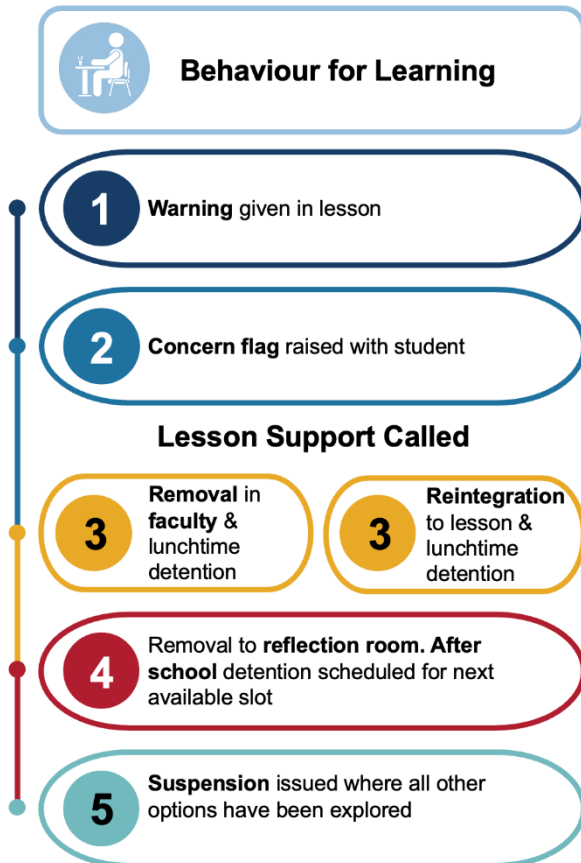 Behaviour for Learning
1
Warning given in lesson
2
Concern flag raised with student
Lesson Support Called
3
Removal in
faculty &
lunchtime
detention
3
Reintegration
to lesson &
lunchtime
detention
4
Removal to reflection room. After
school detention scheduled for next
available slot
5
Suspension issued where all other
options have been explored